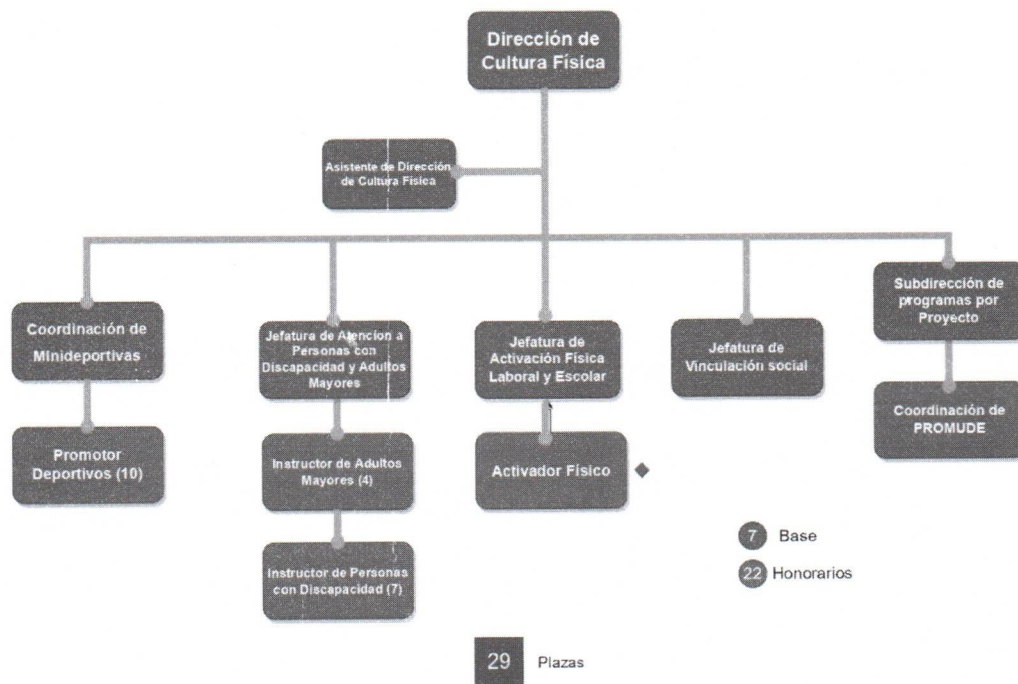 Dirección de
Cultura Física
Asistente de Dirección
de Cultura Física
Coordinación de
Minideportivas
Jefatura de Atencion a
Personas con
Discapacidad y Adultos
Mayores
Jefatura de
Activación Física
Laboral y Escolar
Jefatura de
Vinculación social
Subdirección de
programas por
Proyecto
Promotor
Deportivos (10)
Instructor de Adultos
Mayores (4)
Activador Físico
Coordinación de
PROMUDE
Instructor de Personas
con Discapacidad (7)
7 Base
22 Honorarios
29 Plazas